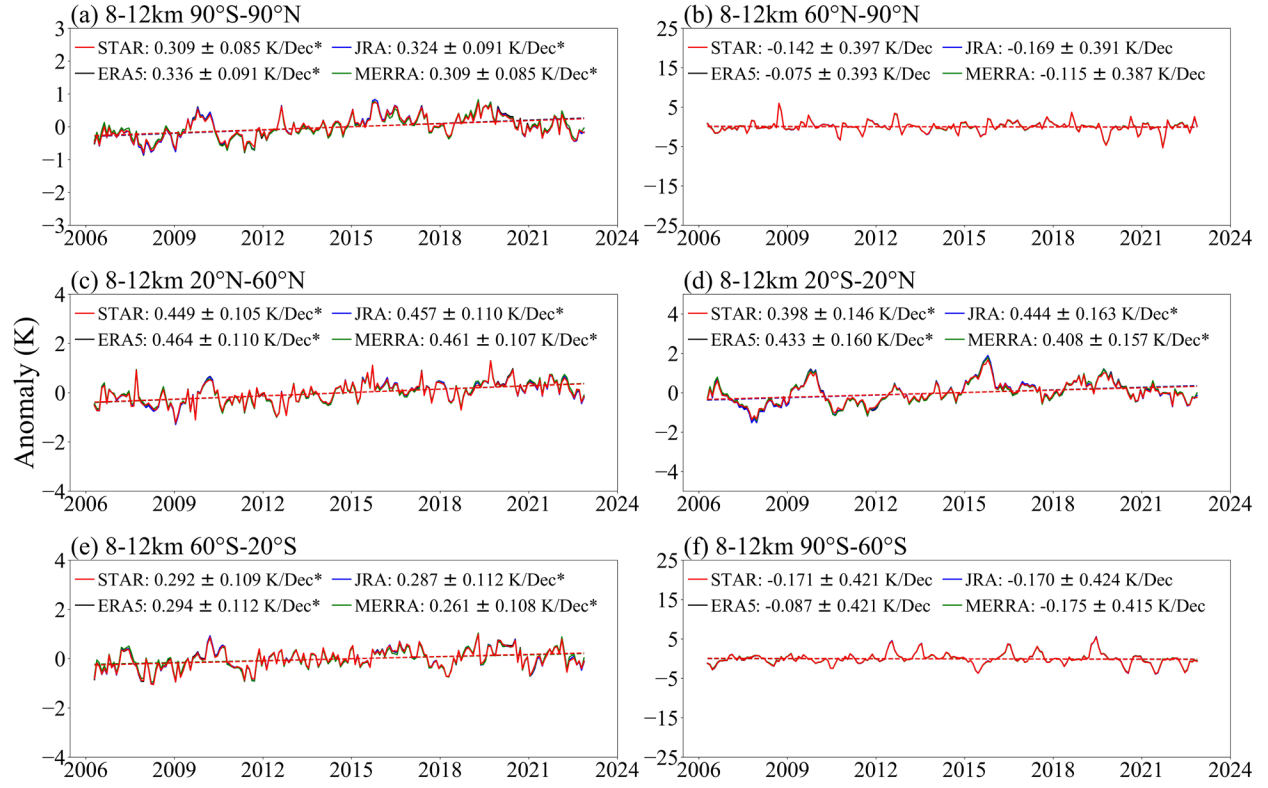 (a) 8-12km 90°S-90°N
STAR: 0.309 ± 0.085 K/Dec* JRA: 0.324 ± 0.091 K/Dec*
ERA5: 0.336 ± 0.091 K/Dec* MERRA: 0.309 ± 0.085 K/Dec*
3
2
1
0
−1
−2
−3
2006 2009 2012 2015 2018 2021 2024
(b) 8-12km 60°N-90°N
STAR: -0.142 ± 0.397 K/Dec JRA: -0.169 ± 0.391 K/Dec
ERA5: -0.075 ± 0.393 K/Dec MERRA: -0.115 ± 0.387 K/Dec
25
15
5
−5
−15
−25
2006 2009 2012 2015 2018 2021 2024
Anomaly (K)
(c) 8-12km 20°N-60°N
STAR: 0.449 ± 0.105 K/Dec* JRA: 0.457 ± 0.110 K/Dec*
ERA5: 0.464 ± 0.110 K/Dec* MERRA: 0.461 ± 0.107 K/Dec*
4
2
0
−2
−4
2006 2009 2012 2015 2018 2021 2024
(d) 8-12km 20°S-20°N
STAR: 0.398 ± 0.146 K/Dec* JRA: 0.444 ± 0.163 K/Dec*
ERA5: 0.433 ± 0.160 K/Dec* MERRA: 0.408 ± 0.157 K/Dec*
4
2
0
−2
−4
2006 2009 2012 2015 2018 2021 2024
(e) 8-12km 60°S-20°S
STAR: 0.292 ± 0.109 K/Dec* JRA: 0.287 ± 0.112 K/Dec*
ERA5: 0.294 ± 0.112 K/Dec* MERRA: 0.261 ± 0.108 K/Dec*
4
2
0
−2
−4
2006 2009 2012 2015 2018 2021 2024
(f) 8-12km 90°S-60°S
STAR: -0.171 ± 0.421 K/Dec JRA: -0.170 ± 0.424 K/Dec
ERA5: -0.087 ± 0.421 K/Dec MERRA: -0.175 ± 0.415 K/Dec
25
15
5
−5
−15
−25
2006 2009 2012 2015 2018 2021 2024